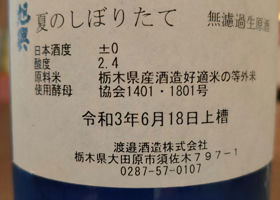 旭興
夏のしぼりたて 無濾過生原酒
日本酒度 ±0
酸度 2.4
原料米 栃木県産酒造好適米の等外米
使用酵母 協会1401・1801号
令和3年6月18日上槽
渡邉酒造株式会社
栃木県大田原市須佐木797-1
0287-57-0107